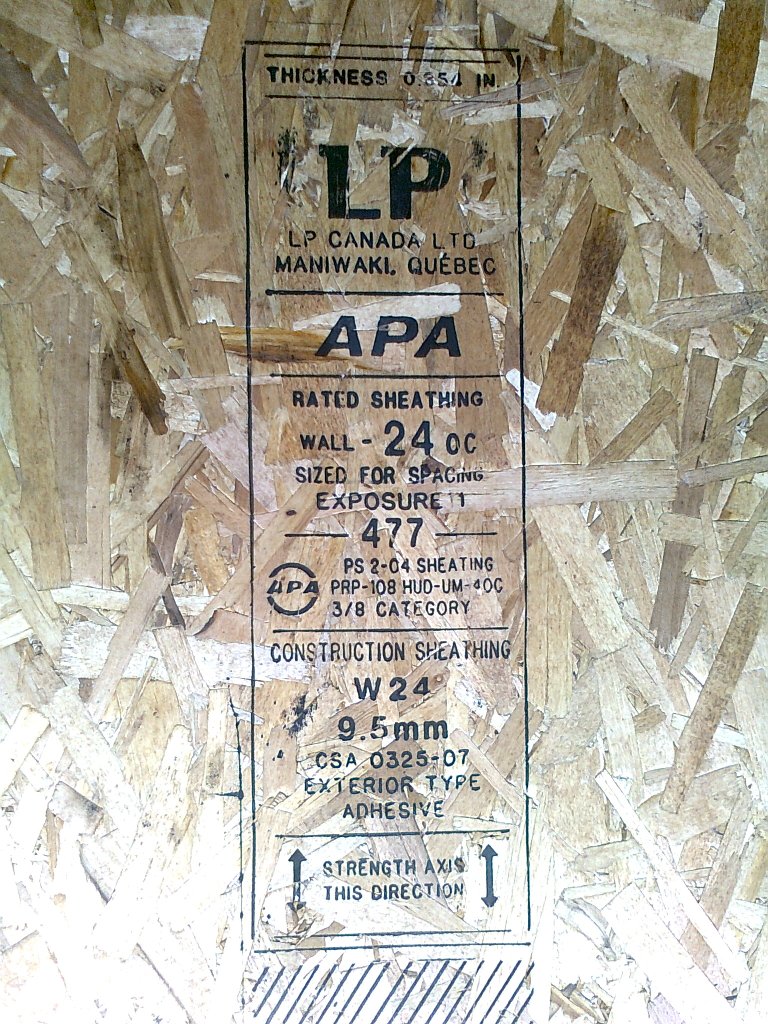 THICKNESS 0.354 IN
LP
LP CANADA LTD
MANIWAKI, QUÉBEC
APA
RATED SHEATHING
WALL - 24 OC
SIZED FOR SPACING
EXPOSURE 1
477
PS 2-04 SHEATING
APA PRP-108 HUD-UM-40C
3/8 CATEGORY
CONSTRUCTION SHEATHING
W24
9.5mm
CSA O325-07
EXTERIOR TYPE
ADHESIVE
STRENGTH AXIS
THIS DIRECTION